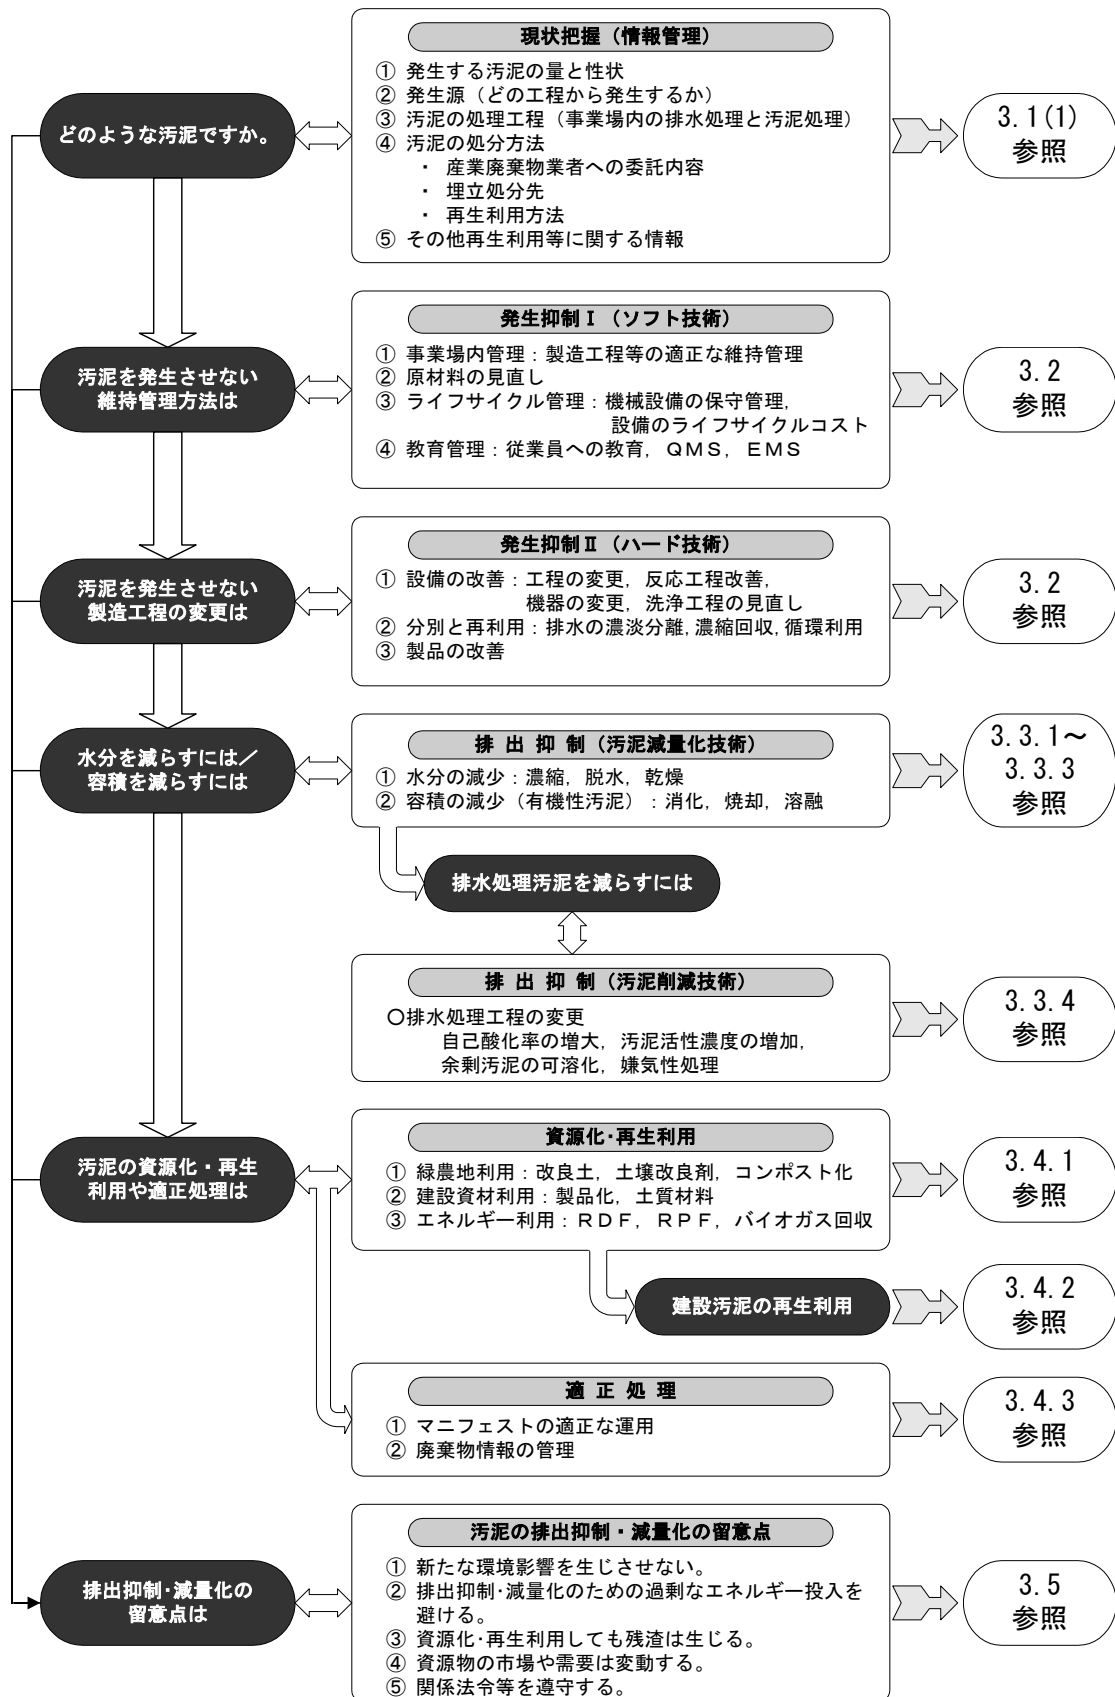 どのような汚泥ですか。
現状把握（情報管理）
① 発生する汚泥の量と性状
② 発生源（どの工程から発生するか）
③ 汚泥の処理工程（事業場内の排水処理と汚泥処理）
④ 汚泥の処分方法
・ 産業廃棄物業者への委託内容
・ 埋立処分先
・ 再生利用方法
⑤ その他再生利用等に関する情報
3.1(1)
参照
汚泥を発生させない
維持管理方法は
発生抑制Ⅰ（ソフト技術）
① 事業場内管理：製造工程等の適正な維持管理
② 原材料の見直し
③ ライフサイクル管理：機械設備の保守管理，
設備のライフサイクルコスト
④ 教育管理：従業員への教育，ＱＭＳ，ＥＭＳ
3.2
参照
汚泥を発生させない
製造工程の変更は
発生抑制Ⅱ（ハード技術）
① 設備の改善：工程の変更，反応工程改善，
機器の変更，洗浄工程の見直し
② 分別と再利用：排水の濃淡分離，濃縮回収，循環利用
③ 製品の改善
3.2
参照
水分を減らすには／
容積を減らすには
排 出 抑 制（汚泥減量化技術）
① 水分の減少：濃縮，脱水，乾燥
② 容積の減少（有機性汚泥）：消化，焼却，溶融
3.3.1～
3.3.3
参照
排水処理汚泥を減らすには
排 出 抑 制（汚泥削減技術）
○排水処理工程の変更
自己酸化率の増大，汚泥活性濃度の増加，
余剰汚泥の可溶化，嫌気性処理
3.3.4
参照
汚泥の資源化・再生
利用や適正処理は
資源化･再生利用
① 緑農地利用：改良土，土壌改良剤，コンポスト化
② 建設資材利用：製品化，土質材料
③ エネルギー利用：ＲＤＦ，ＲＰＦ，バイオガス回収
3.4.1
参照
建設汚泥の再生利用
3.4.2
参照
適 正 処 理
① マニフェストの適正な運用
② 廃棄物情報の管理
3.4.3
参照
排出抑制･減量化の
留意点は
汚泥の排出抑制・減量化の留意点
① 新たな環境影響を生じさせない。
② 排出抑制･減量化のための過剰なエネルギー投入を
避ける。
③ 資源化･再生利用しても残渣は生じる。
④ 資源物の市場や需要は変動する。
⑤ 関係法令等を遵守する。
3.5
参照